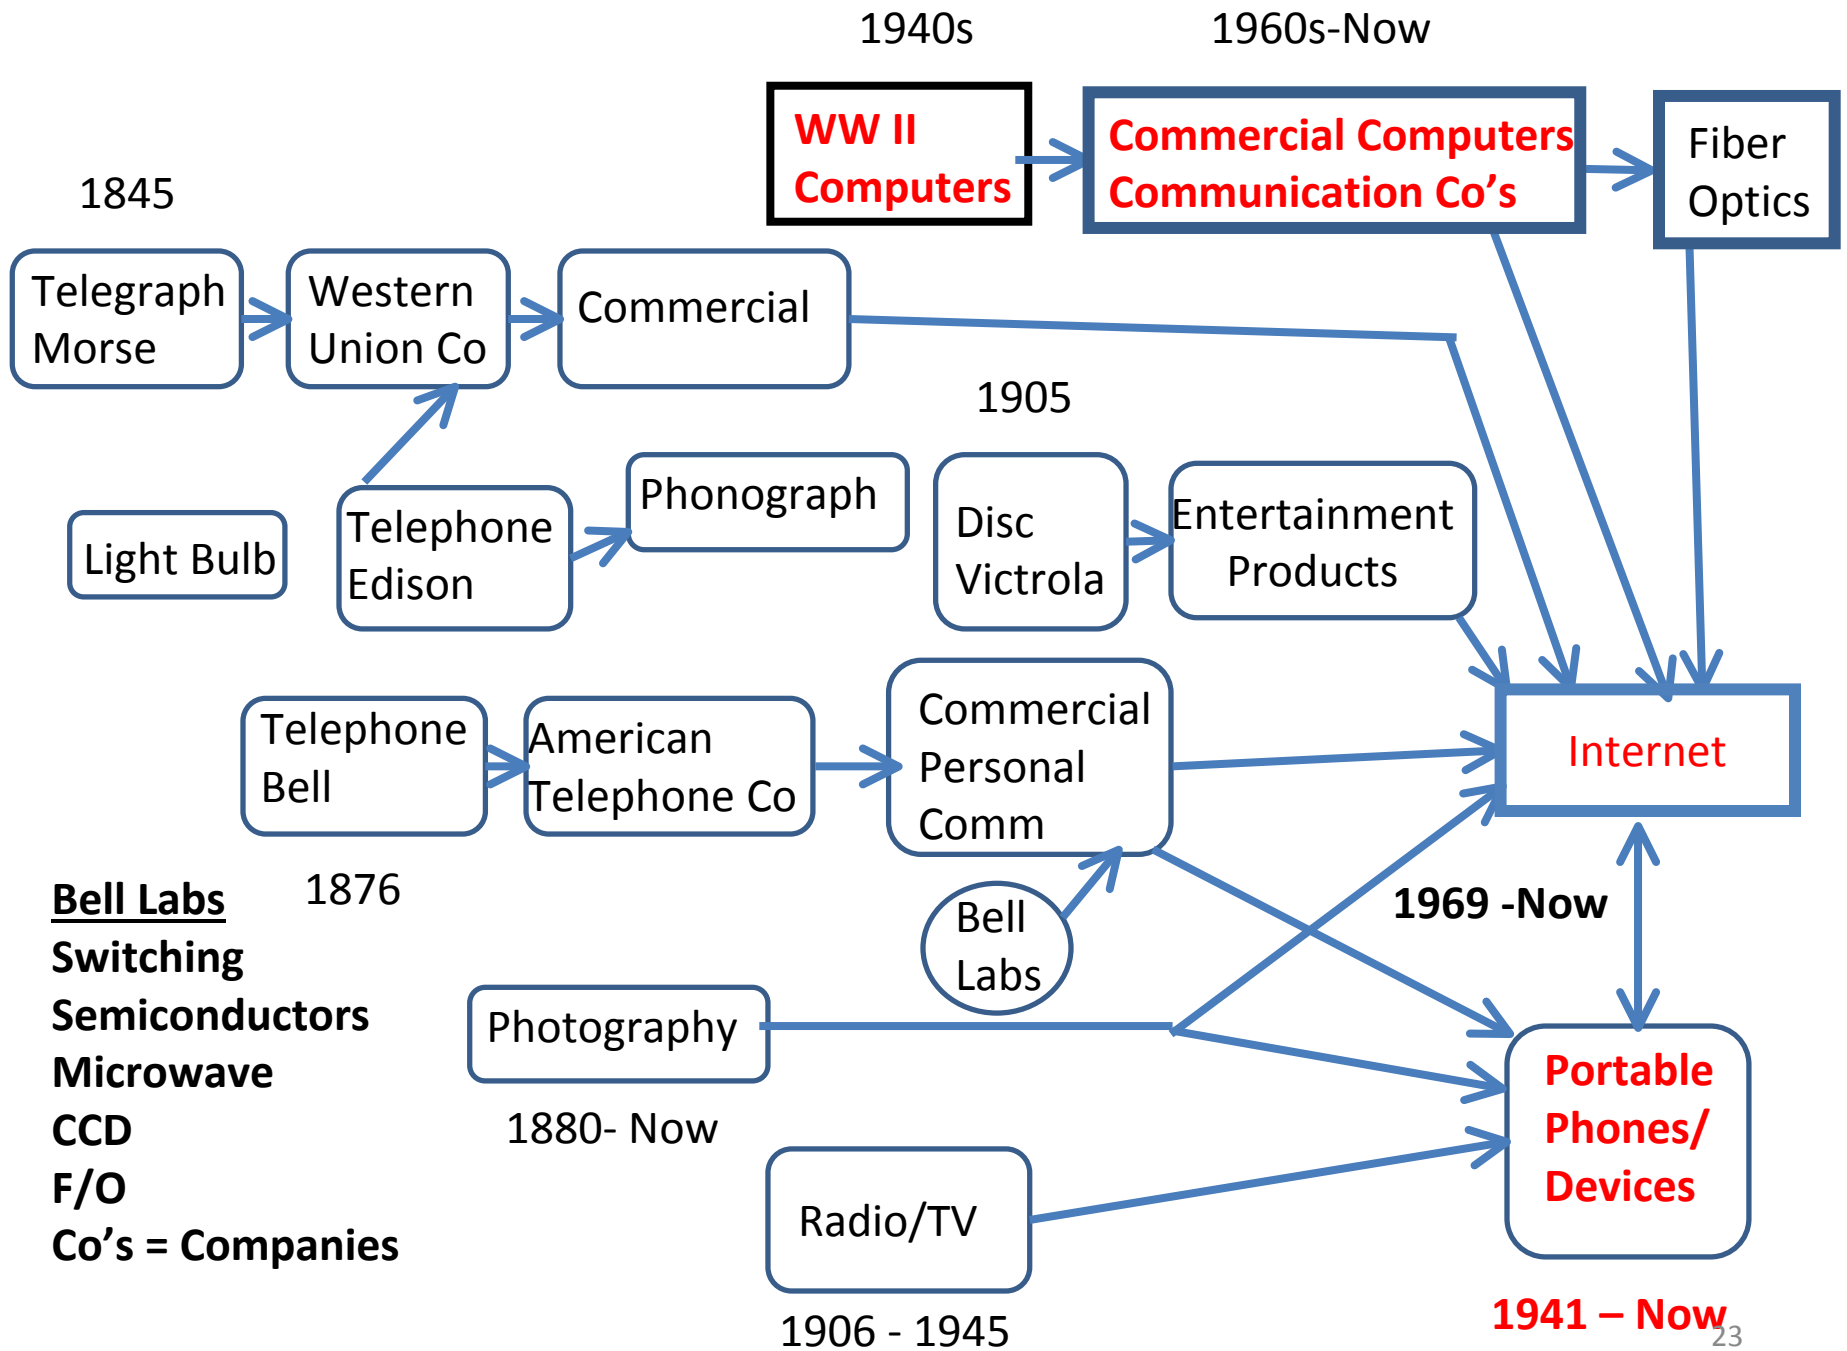 1940s
1960s-Now
WW II
Computers
Commercial Computers
Communication Co’s
Fiber
Optics
1845
Telegraph
Morse
Western
Union Co
Commercial
1905
Light Bulb
Telephone
Edison
Phonograph
Disc
Victrola
Entertainment
Products
Telephone
Bell
American
Telephone Co
Commercial
Personal
Comm
Internet
1876
Bell
Labs
1969 -Now
Bell Labs
Switching
Semiconductors
Microwave
CCD
F/O
Co’s = Companies
Photography
1880- Now
Portable
Phones/
Devices
Radio/TV
1906 - 1945
1941 – Now
23